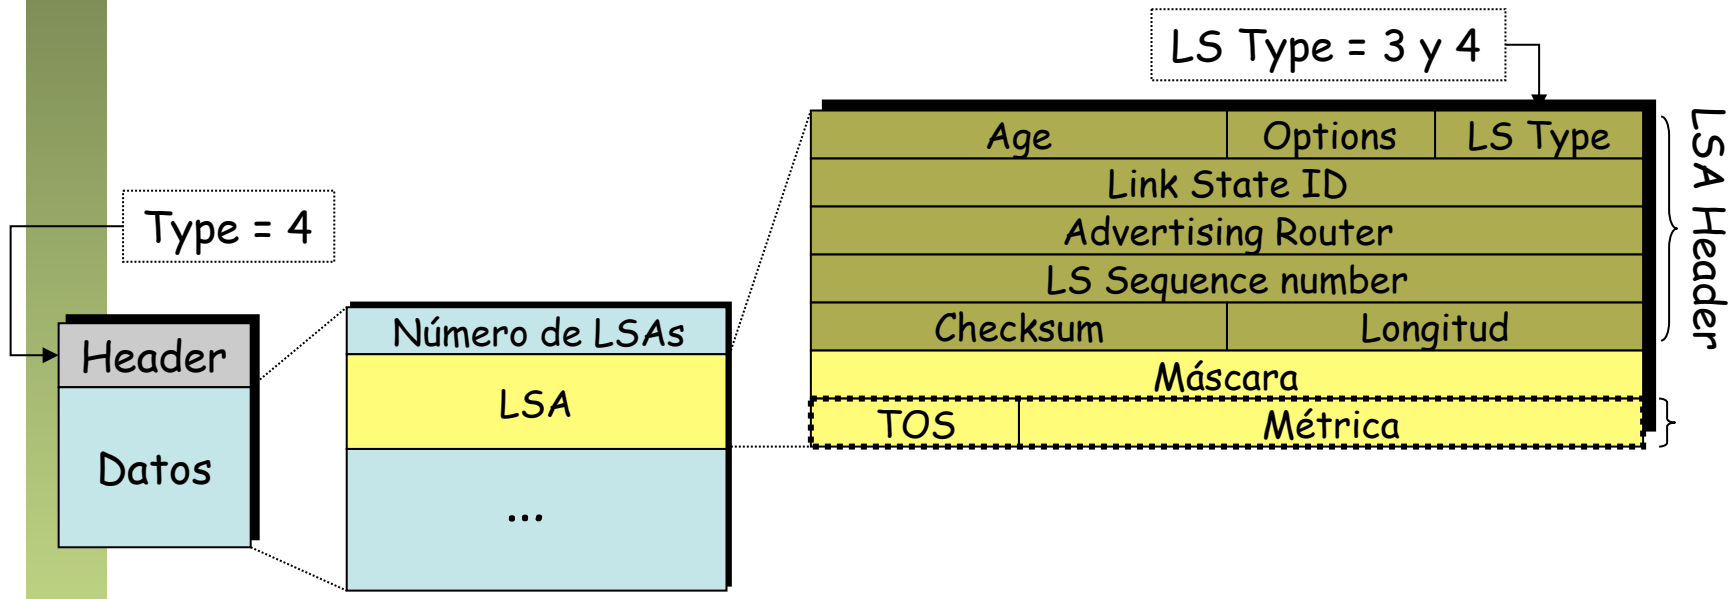 LS Type = 3 y 4
Type = 4
Header
Datos
Número de LSAs
LSA
...
Age Options LS Type
Link State ID
Advertising Router
LS Sequence number
Checksum Longitud
Máscara
TOS Métrica
LSA Header